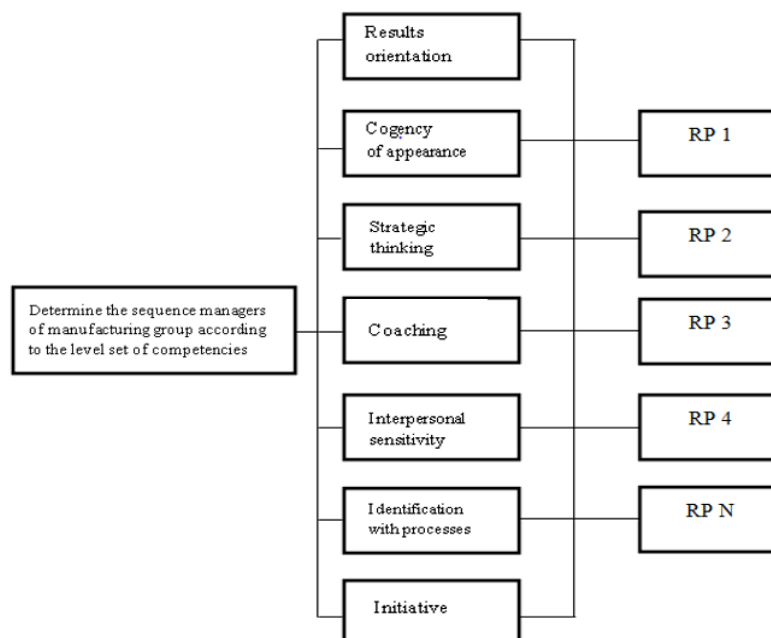 Results
orientation
Cogency
of appearance
RP 1
Strategic
thinking
RP 2
Determine the sequence managers
of manufacturing group according
to the level set of competencies
Coaching
RP 3
Interpersonal
sensitivity
RP 4
Identification
with processes
RP N
Initiative